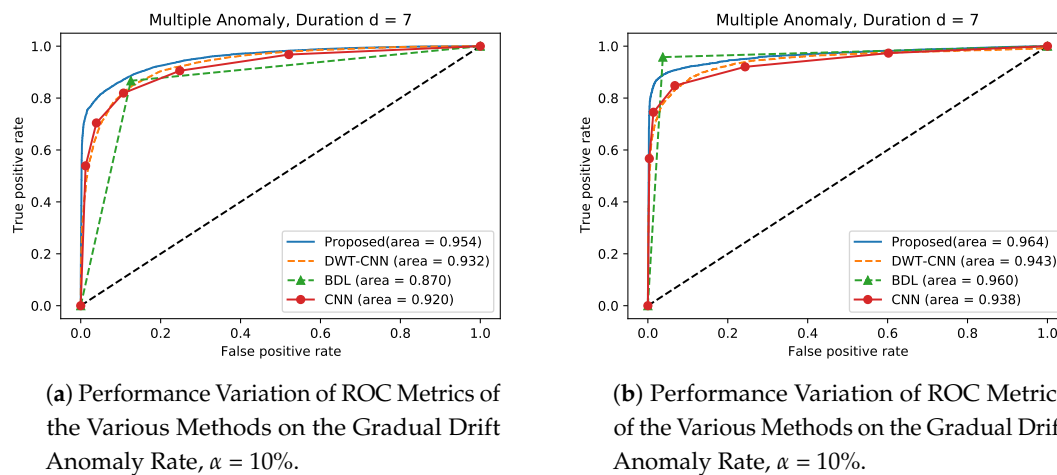 Multiple Anomaly, Duration d = 7
1.0
0.8
0.6
0.4
0.2
0.0
True positive rate
Proposed(area = 0.954)
DWT-CNN (area = 0.932)
BDL (area = 0.870)
CNN (area = 0.920)
0.0 0.2 0.4 0.6 0.8 1.0
False positive rate
(a) Performance Variation of ROC Metrics of
the Various Methods on the Gradual Drift
Anomaly Rate, α = 10%.
Multiple Anomaly, Duration d = 7
1.0
0.8
0.6
0.4
0.2
0.0
True positive rate
Proposed(area = 0.964)
DWT-CNN (area = 0.943)
BDL (area = 0.960)
CNN (area = 0.938)
0.0 0.2 0.4 0.6 0.8 1.0
False positive rate
(b) Performance Variation of ROC Metric
of the Various Methods on the Gradual Drif
Anomaly Rate, α = 10%.